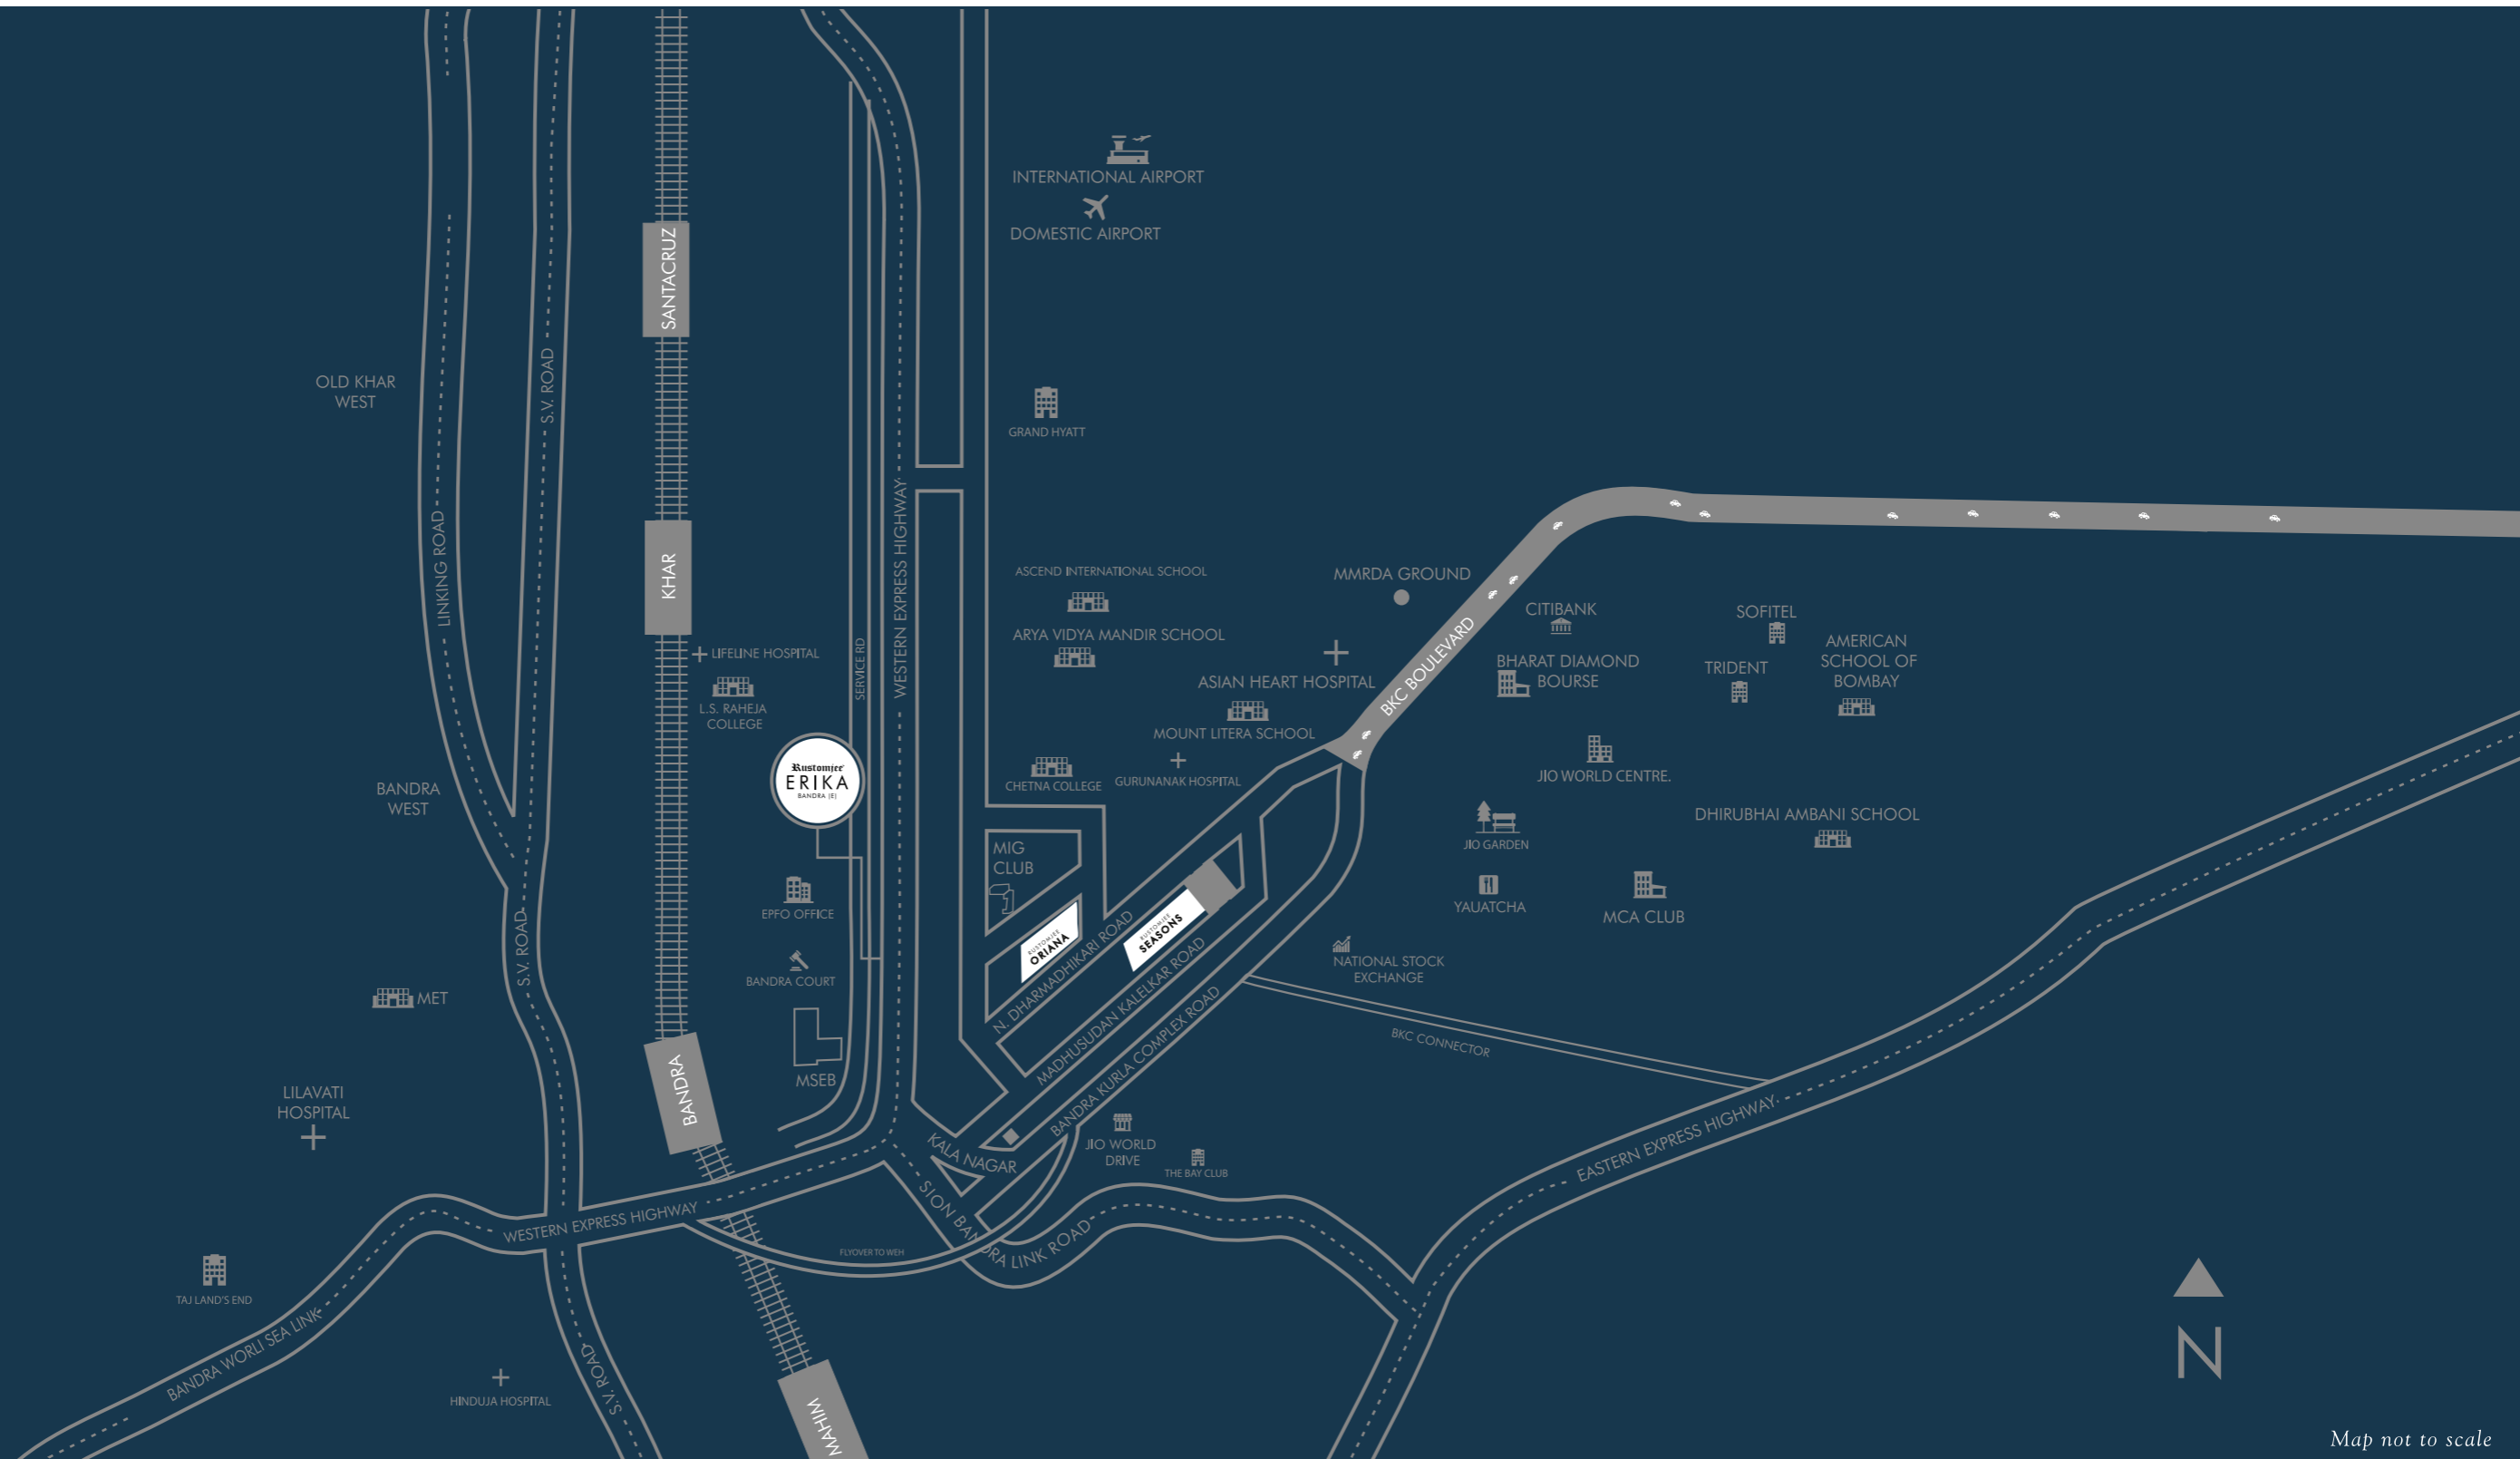 INTERNATIONAL AIRPORT
DOMESTIC AIRPORT
SANTACRUZ
S.V. ROAD
OLD KHAR
WEST
GRAND HYATT
LINKING ROAD
KHAR
WESTERN EXPRESS HIGHWAY
SERVICE RD
ASCEND INTERNATIONAL SCHOOL
ARYA VIDYA MANDIR SCHOOL
MMRDA GROUND
CITIBANK
SOFITEL
AMERICAN
SCHOOL OF
BOMBAY
BKC BOULEVARD
BHARAT DIAMOND
BOURSE
TRIDENT
LIFELINE HOSPITAL
L.S. RAHEJA
COLLEGE
ASIAN HEART HOSPITAL
MOUNT LITERA SCHOOL
CHETNA COLLEGE
GURUNANAK HOSPITAL
JIO WORLD CENTRE.
Rustomjee
ERIKA
BANDRA (E)
BANDRA
WEST
DHIRUBHAI AMBANI SCHOOL
JIO GARDEN
MIG
CLUB
EPFO OFFICE
YAUATCHA
MCA CLUB
RUSTOMJEE
ORIANA
RUSTOMJEE
SEASONS
N. DHARMADHIKARI ROAD
MADHUSUDAN KALELKAR ROAD
BANDRA KURLA COMPLEX ROAD
S.V. ROAD
BANDRA COURT
NATIONAL STOCK
EXCHANGE
MET
BKC CONNECTOR
MSEB
BANDRA
LILAVATI
HOSPITAL
KALA NAGAR
JIO WORLD
DRIVE
THE BAY CLUB
EASTERN EXPRESS HIGHWAY
WESTERN EXPRESS HIGHWAY
SION BANDRA LINK ROAD
FLYOVER TO WEH
TAJ LAND'S END
BANDRA WORLI SEA LINK
S.V. ROAD
HINDUJA HOSPITAL
MAHIM
N
Map not to scale